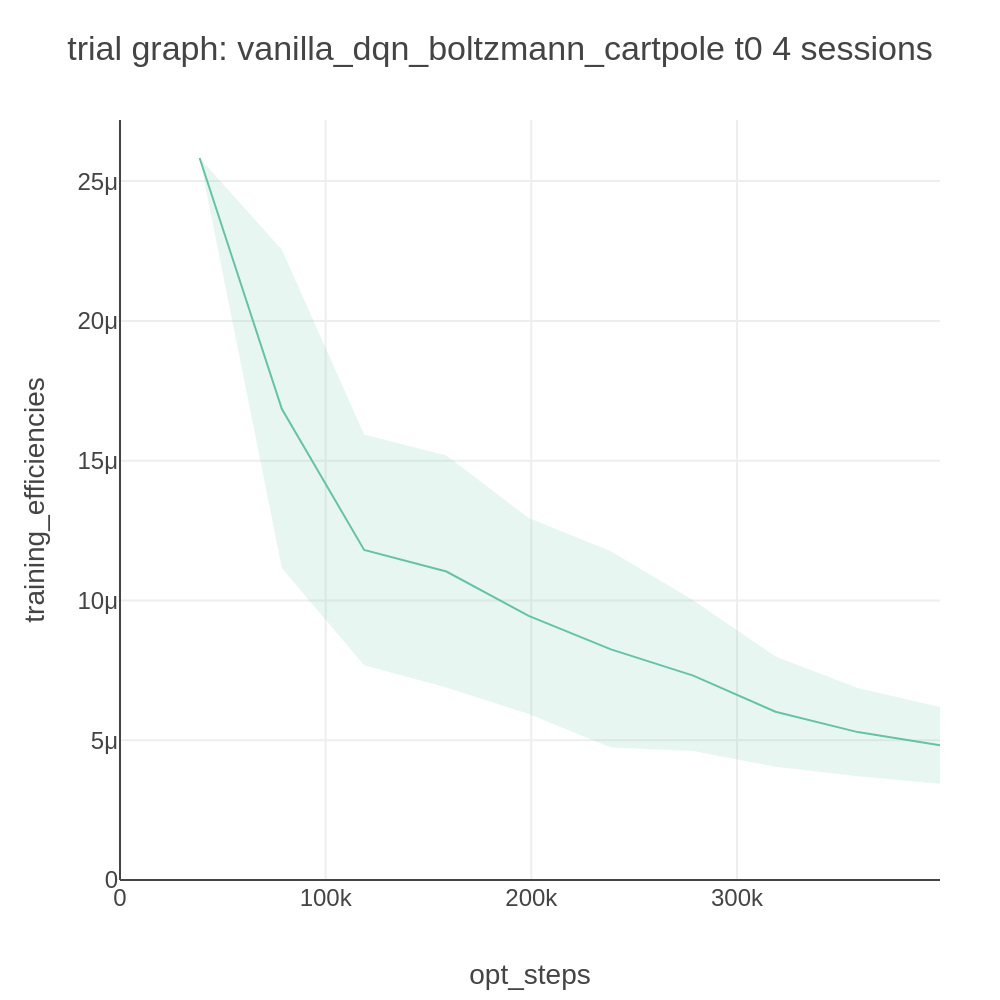 trial graph: vanilla_dqn_boltzmann_cartpole t0 4 sessions
training_efficiencies
25μ
20μ
15μ
10μ
5μ
0
0
100k
200k
300k
opt_steps